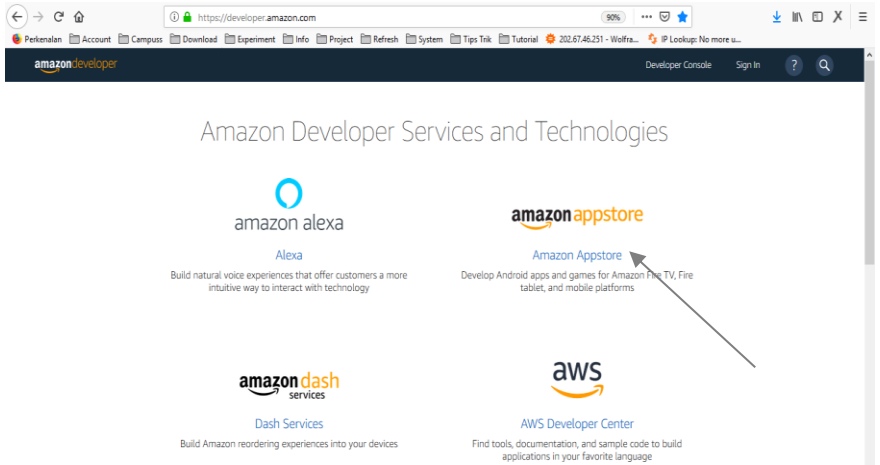 https://developer.amazon.com
90%
Perkenalan Account Campuss Download Experiment Info Project Refresh System Tips Trik Tutorial 202.67.46.251 - Wolfra... IP Lookup: No more u...
amazondeveloper Developer Console Sign In ?
Amazon Developer Services and Technologies
amazon alexa
amazon appstore
Alexa
Amazon Appstore
Build natural voice experiences that offer customers a more
intuitive way to interact with technology
Develop Android apps and games for Amazon Fire TV, Fire
tablet, and mobile platforms
amazon dash
services
aws
Dash Services
AWS Developer Center
Build Amazon reordering experiences into your devices
Find tools, documentation, and sample code to build
applications in your favorite language